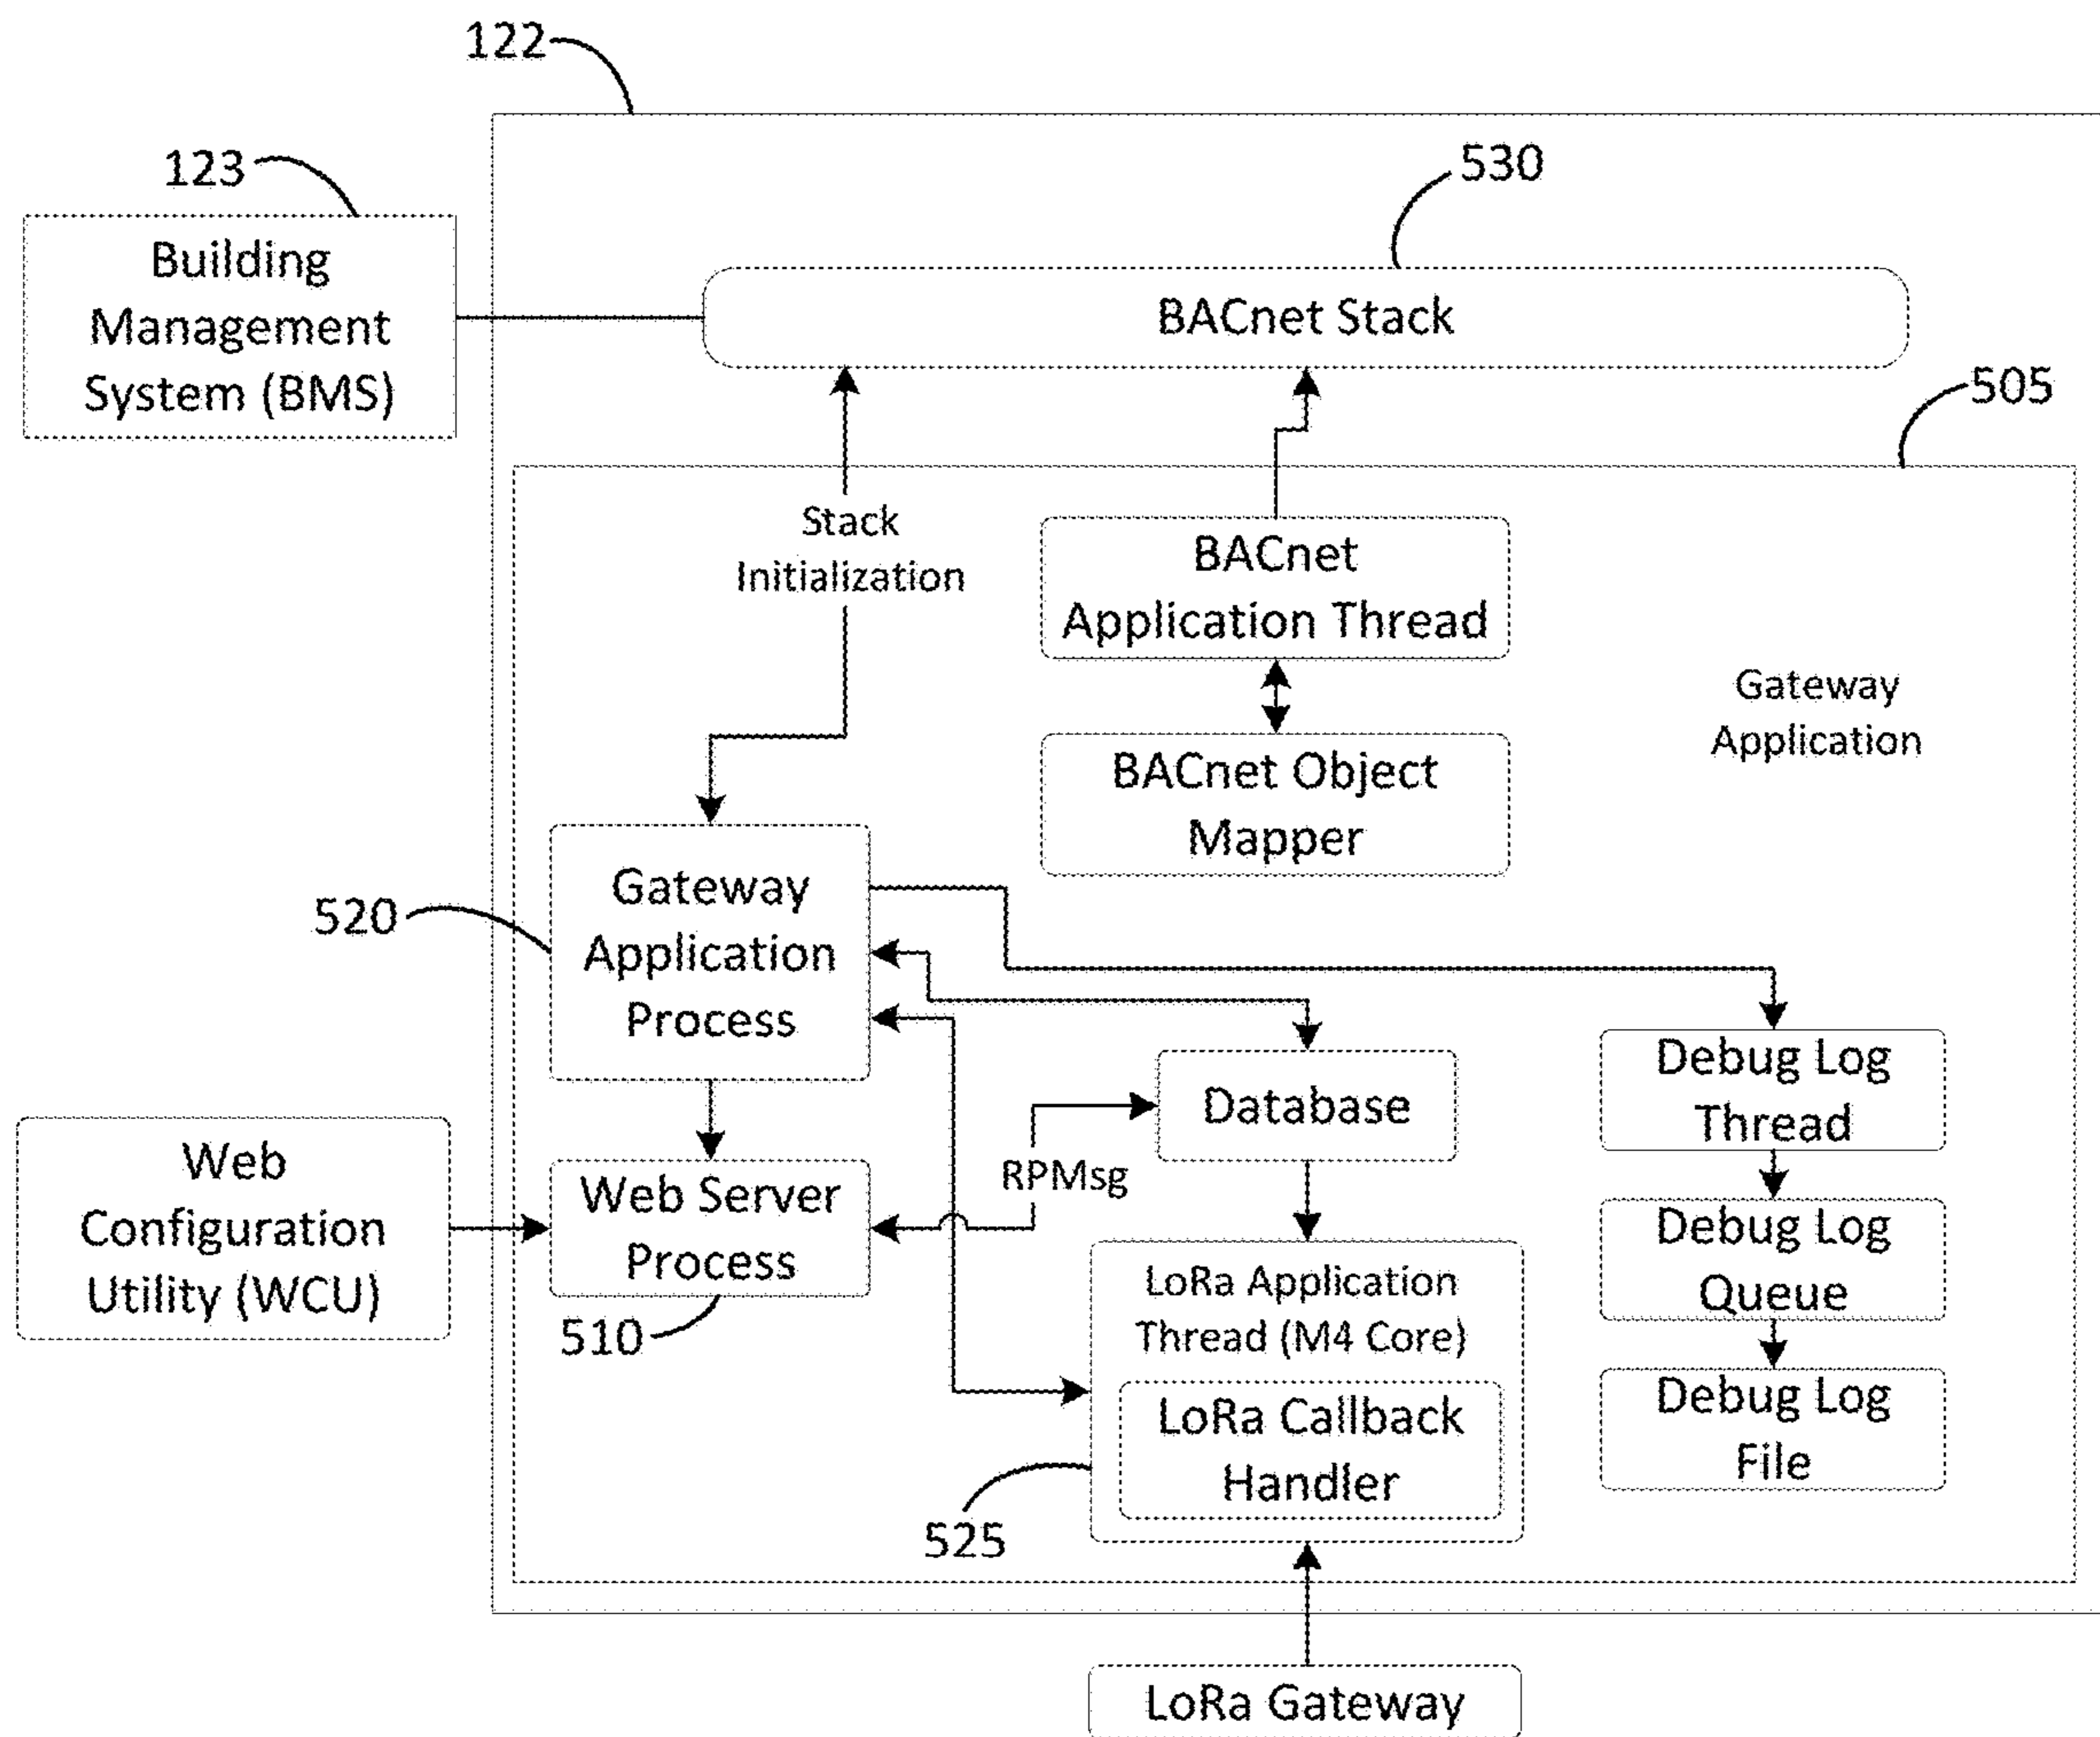 122
123
530
Building
Management
System (BMS)
BACnet Stack
505
Stack
Initialization
BACnet
Application Thread
Gateway
Application
BACnet Object
Mapper
520
Gateway
Application
Process
Database
Debug Log
Thread
Web
Configuration
Utility (WCU)
Web Server
Process
510
RPMsg
LoRa Application
Thread (M4 Core)
LoRa Callback
Handler
525
Debug Log
Queue
Debug Log
File
LoRa Gateway